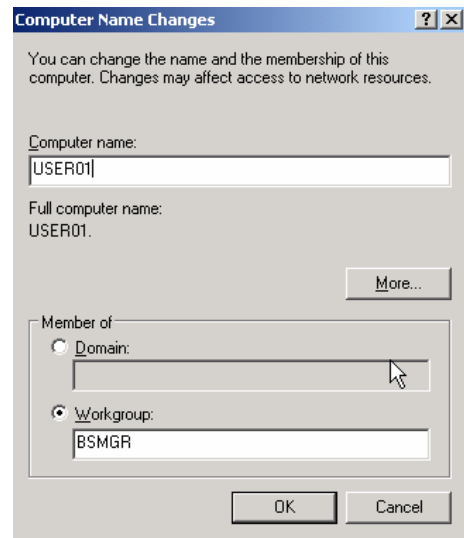 Computer Name Changes
You can change the name and the membership of this
computer. Changes may affect access to network resources.
Computer name:
USER01
Full computer name:
USER01.
More...
Member of
Domain:
Workgroup:
BSMGR
OK Cancel